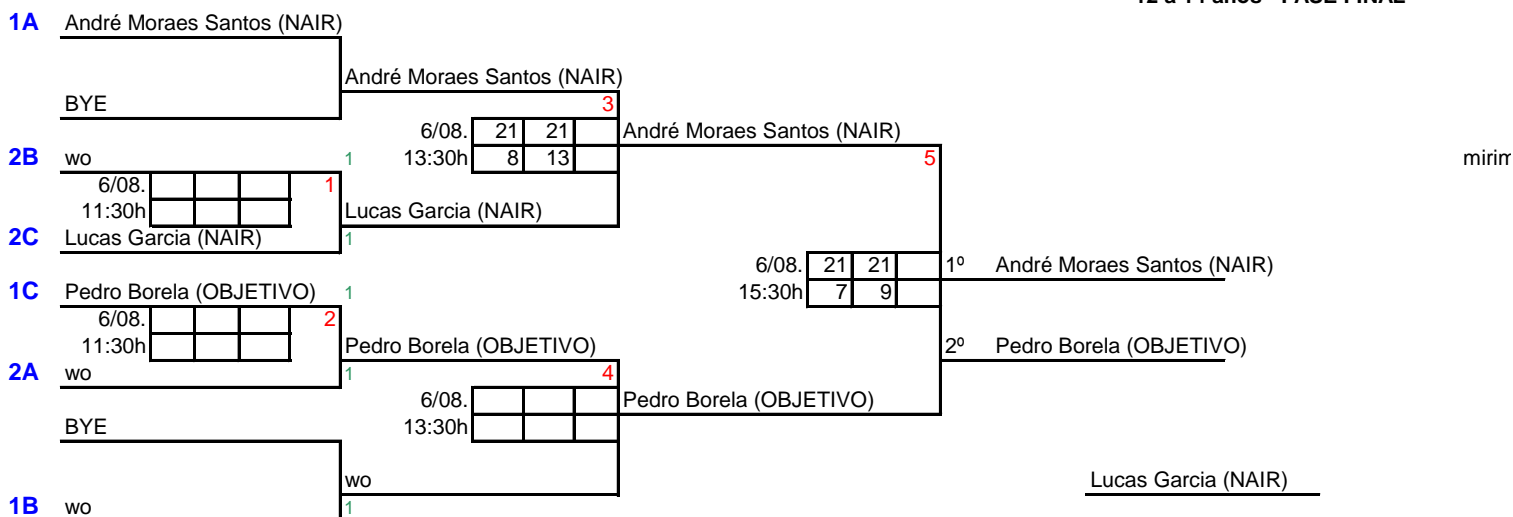 12 a 14 anos - FASE FINAL
1A André Moraes Santos (NAIR)
André Moraes Santos (NAIR)
BYE 3
6/08. 21 21 André Moraes Santos (NAIR)
2B wo 1 13:30h 8 13 5 mirim
6/08. 1
11:30h Lucas Garcia (NAIR)
2C Lucas Garcia (NAIR) 1
6/08. 21 21 1º André Moraes Santos (NAIR)
1C Pedro Borela (OBJETIVO) 1 15:30h 7 9
6/08. 2
11:30h Pedro Borela (OBJETIVO) 2º Pedro Borela (OBJETIVO)
2A wo 1 4
6/08. Pedro Borela (OBJETIVO)
BYE 13:30h
wo Lucas Garcia (NAIR)
1B wo 1